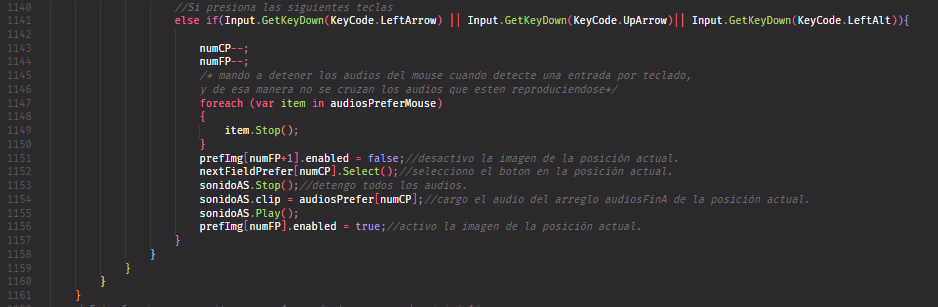 1140 //Si presiona las siguientes teclas
1141 else if(Input.GetKeyDown(KeyCode.LeftArrow) || Input.GetKeyDown(KeyCode.UpArrow)|| Input.GetKeyDown(KeyCode.LeftAlt)){
1142
1143 numCP--;
1144 numFP--;
1145 /* mando a detener los audios del mouse cuando detecte una entrada por teclado,
1146 y de esa manera no se cruzan los audios que esten reproduciendose*/
1147 foreach (var item in audiosPreferMouse)
1148 {
1149 item.Stop();
1150 }
1151 prefImg[numFP+1].enabled = false;//desactivo la imagen de la posición actual.
1152 nextFieldPrefer[numCP].Select();//selecciono el boton en la posición actual.
1153 sonidoAS.Stop();//detengo todos los audios.
1154 sonidoAS.clip = audiosPrefer[numCP];//cargo el audio del arreglo audiosFinA de la posición actual.
1155 sonidoAS.Play();
1156 prefImg[numFP].enabled = true;//activo la imagen de la posición actual.
1157 }
1158 }
1159 }
1160 }
1161 }